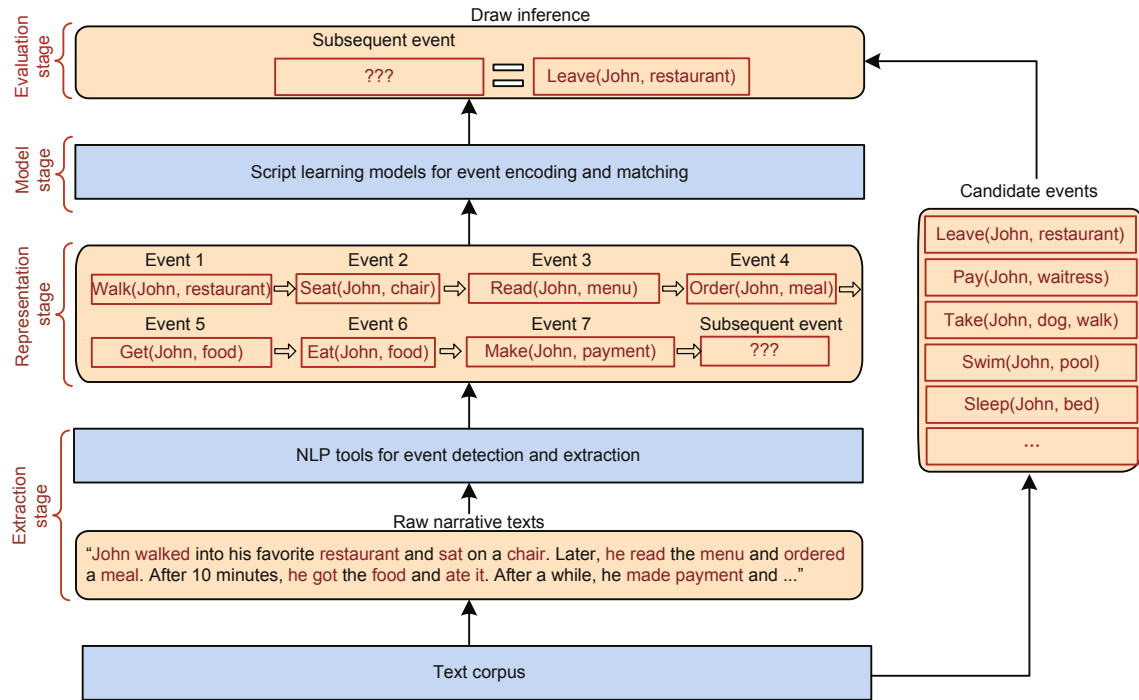 Draw inference
Evaluation
stage
Subsequent event
???
Leave(John, restaurant)
Model
stage
Script learning models for event encoding and matching
Candidate events
Leave(John, restaurant)
Pay(John, waitress)
Take(John, dog, walk)
Swim(John, pool)
Sleep(John, bed)
...
Representation
stage
Event 1
Event 2
Event 3
Event 4
Walk(John, restaurant)
Seat(John, chair)
Read(John, menu)
Order(John, meal)
Event 5
Event 6
Event 7
Subsequent event
Get(John, food)
Eat(John, food)
Make(John, payment)
???
Extraction
stage
NLP tools for event detection and extraction
Raw narrative texts
“John walked into his favorite restaurant and sat on a chair. Later, he read the menu and ordered
a meal. After 10 minutes, he got the food and ate it. After a while, he made payment and ...”
Text corpus